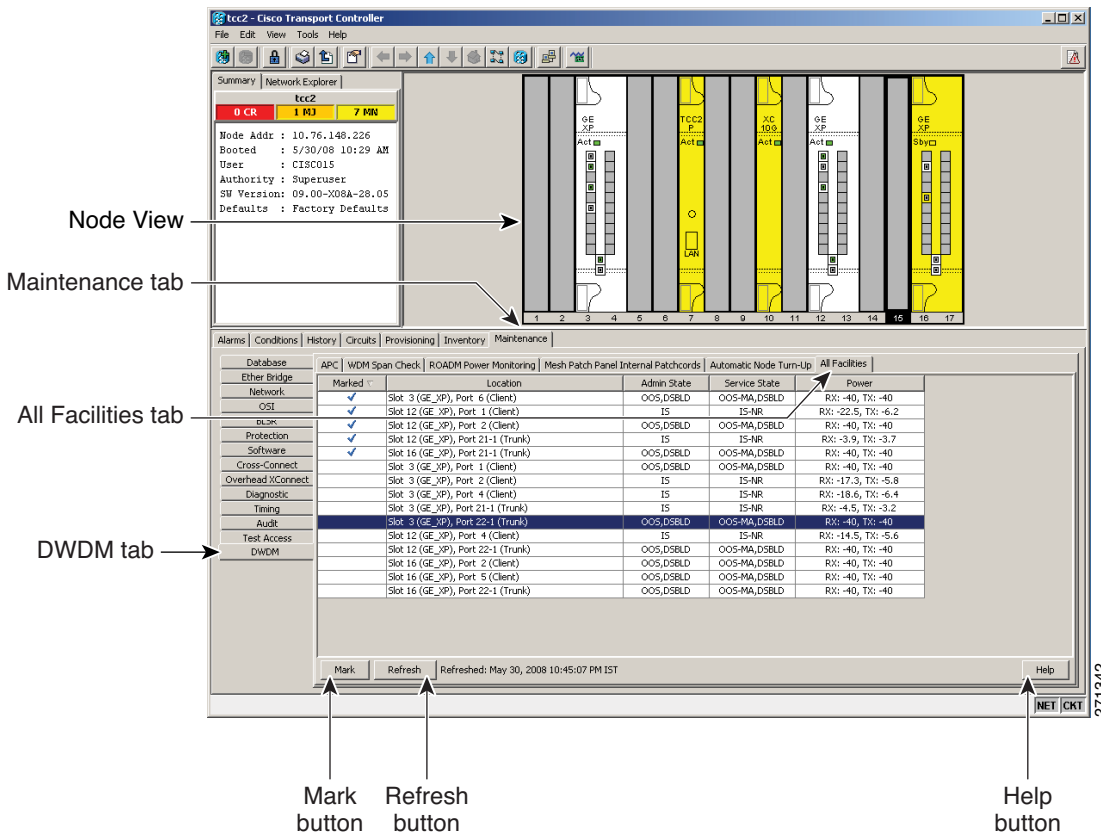 tcc2 - Cisco Transport Controller
File Edit View Tools Help
Summary Network Explorer
tcc2
0 CR 1 MJ 7 MN
Node Addr : 10.76.148.226
Booted : 5/30/08 10:29 AM
User : CISCO15
Authority : Superuser
SW Version: 09.00-X08A-28.05
Defaults : Factory Defaults
GE XP
Act
TCC2 P
Act
LAN
XC 10G
Act
GE XP
Act
GE XP
Sby
1 2 3 4 5 6 7 8 9 10 11 12 13 14 15 16 17
Node View
Maintenance tab
All Facilities tab
DWDM tab
Alarms Conditions History Circuits Provisioning Inventory Maintenance
Database
Ether Bridge
Network
OSI
BLSR
Protection
Software
Cross-Connect
Overhead XConnect
Diagnostic
Timing
Audit
Test Access
DWDM
APC WDM Span Check ROADM Power Monitoring Mesh Patch Panel Internal Patchcords Automatic Node Turn-Up All Facilities
Marked Location Admin State Service State Power
Slot 3 (GE_XP), Port 6 (Client) OOS,DSBLD OOS-MA,DSBLD RX: -40, TX: -40
Slot 12 (GE_XP), Port 1 (Client) IS IS-NR RX: -22.5, TX: -6.2
Slot 12 (GE_XP), Port 2 (Client) OOS,DSBLD OOS-MA,DSBLD RX: -40, TX: -40
Slot 12 (GE_XP), Port 21-1 (Trunk) IS IS-NR RX: -3.9, TX: -3.7
Slot 16 (GE_XP), Port 21-1 (Trunk) OOS,DSBLD OOS-MA,DSBLD RX: -40, TX: -40
Slot 3 (GE_XP), Port 1 (Client) OOS,DSBLD OOS-MA,DSBLD RX: -40, TX: -40
Slot 3 (GE_XP), Port 2 (Client) IS IS-NR RX: -17.3, TX: -5.8
Slot 3 (GE_XP), Port 4 (Client) IS IS-NR RX: -18.6, TX: -6.4
Slot 3 (GE_XP), Port 21-1 (Trunk) IS IS-NR RX: -4.5, TX: -3.2
Slot 3 (GE_XP), Port 22-1 (Trunk) OOS,DSBLD OOS-MA,DSBLD RX: -40, TX: -40
Slot 12 (GE_XP), Port 4 (Client) IS IS-NR RX: -14.5, TX: -5.6
Slot 12 (GE_XP), Port 22-1 (Trunk) OOS,DSBLD OOS-MA,DSBLD RX: -40, TX: -40
Slot 16 (GE_XP), Port 2 (Client) OOS,DSBLD OOS-MA,DSBLD RX: -40, TX: -40
Slot 16 (GE_XP), Port 5 (Client) OOS,DSBLD OOS-MA,DSBLD RX: -40, TX: -40
Slot 16 (GE_XP), Port 22-1 (Trunk) OOS,DSBLD OOS-MA,DSBLD RX: -40, TX: -40
Mark Refresh Refreshed: May 30, 2008 10:45:07 PM IST Help
NET CKT
271342
Mark button
Refresh button
Help button